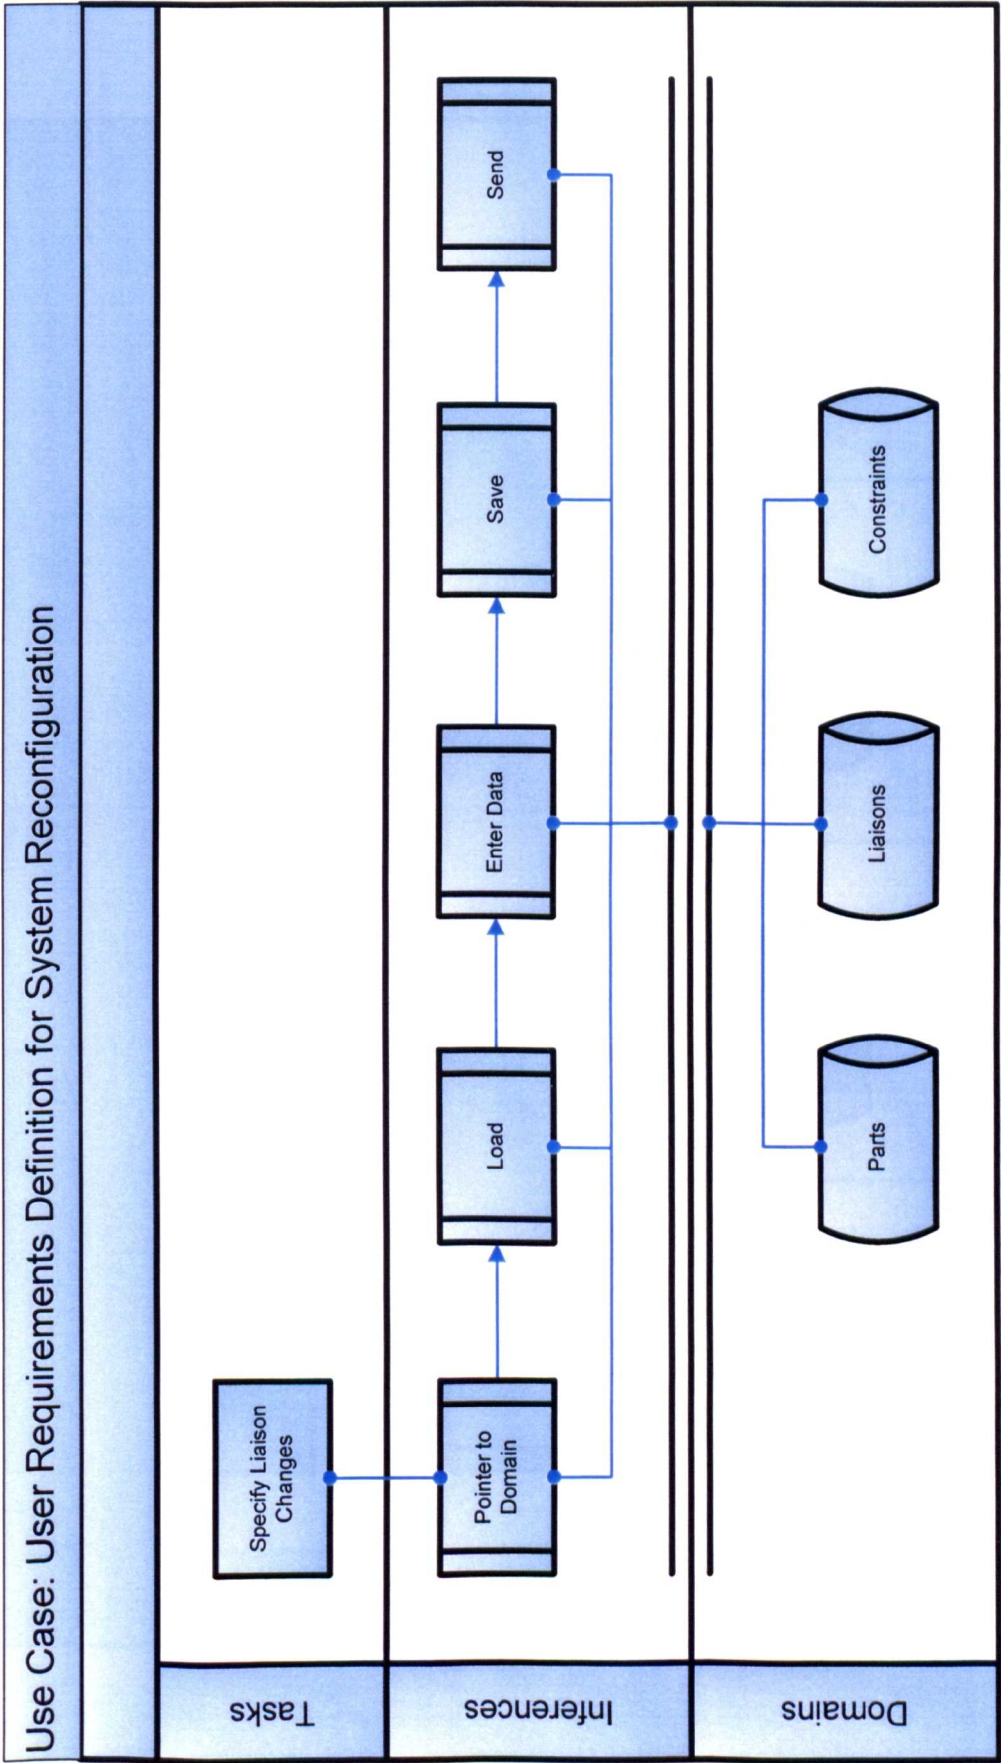 Use Case: User Requirements Definition for System Reconfiguration
Tasks
Specify Liaison
Changes
Inferences
Pointer to
Domain
Load
Enter Data
Save
Send
Domains
Parts
Liaisons
Constraints